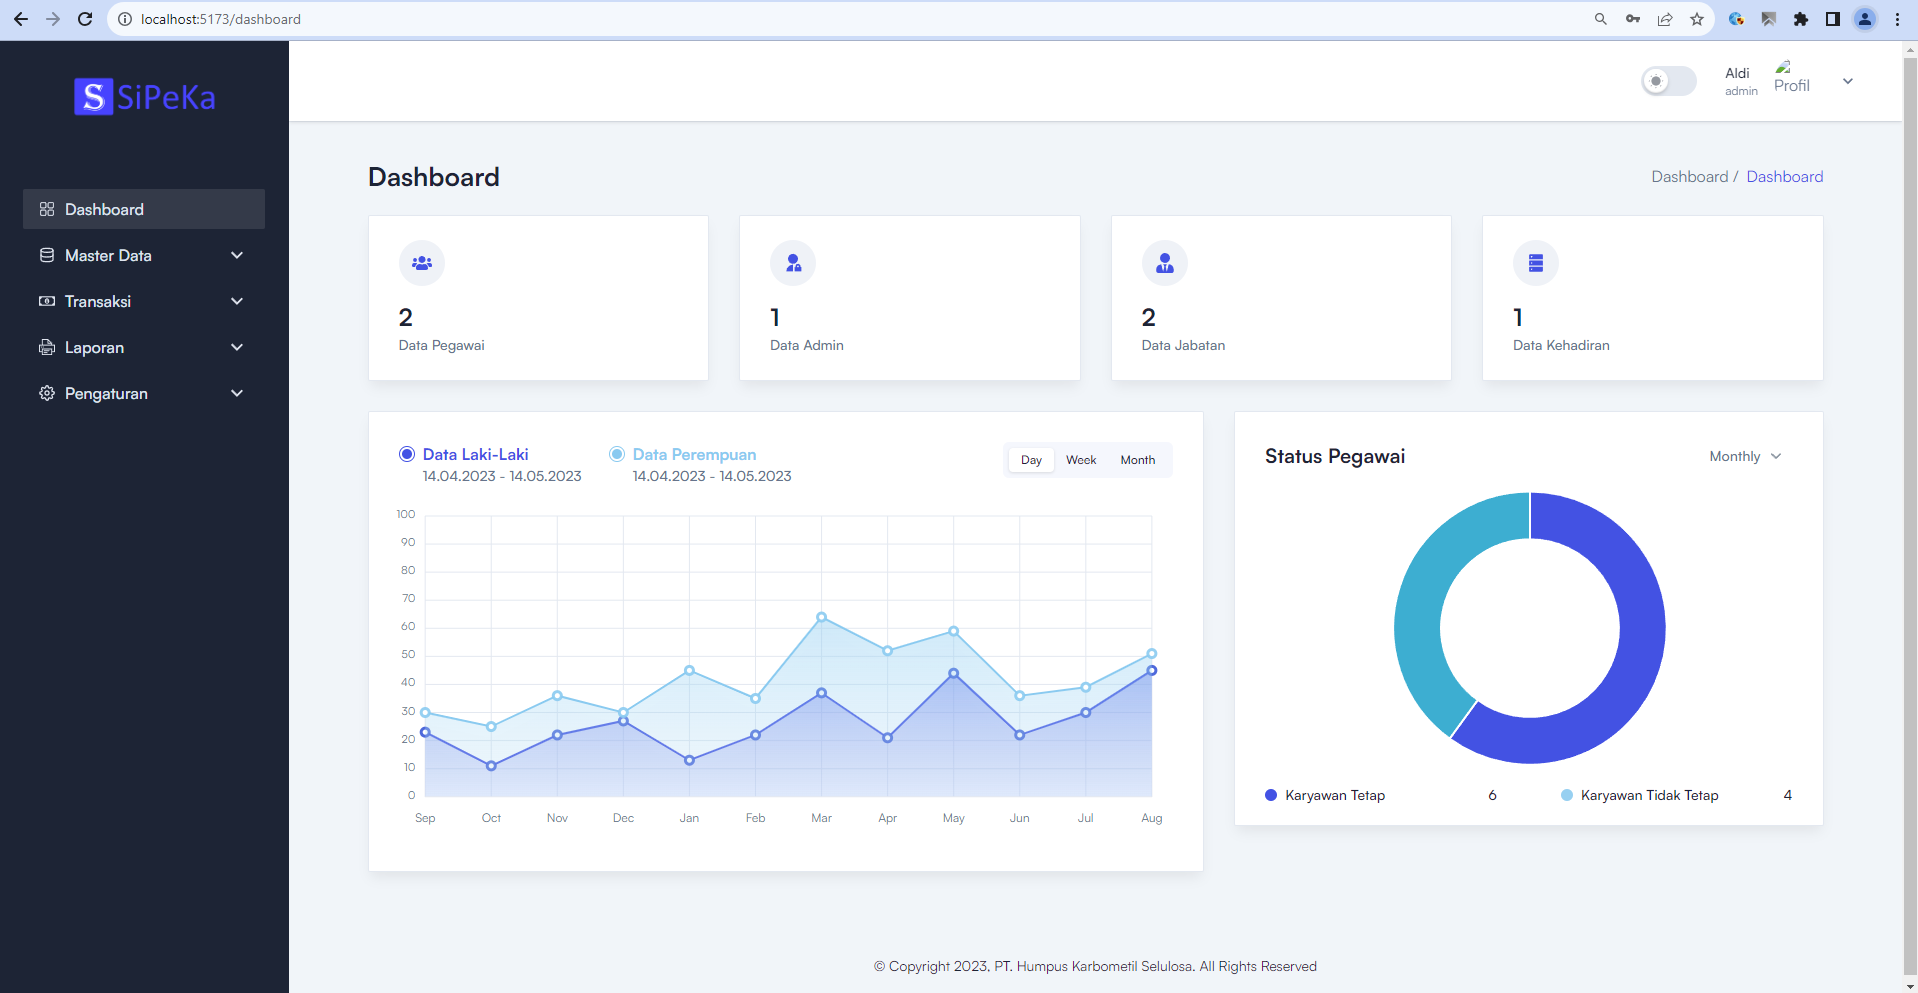 localhost:5173/dashboard
S SiPeKa
Aldi
admin
Profil
Dashboard
Master Data
Transaksi
Laporan
Pengaturan
Dashboard
Dashboard / Dashboard
2
Data Pegawai
1
Data Admin
2
Data Jabatan
1
Data Kehadiran
Data Laki-Laki
14.04.2023 - 14.05.2023
Data Perempuan
14.04.2023 - 14.05.2023
Day Week Month
100
90
80
70
60
50
40
30
20
10
0
Sep Oct Nov Dec Jan Feb Mar Apr May Jun Jul Aug
Status Pegawai
Monthly
Karyawan Tetap 6
Karyawan Tidak Tetap 4
© Copyright 2023, PT. Humpus Karbometil Selulosa. All Rights Reserved